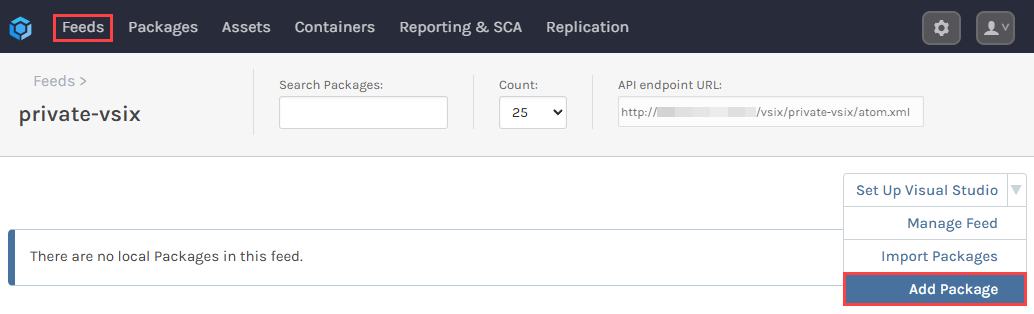 Feeds Packages Assets Containers Reporting & SCA Replication
Feeds >
private-vsix
Search Packages:
Count:
25
API endpoint URL:
http:// /vsix/private-vsix/atom.xml
Set Up Visual Studio
Manage Feed
Import Packages
Add Package
There are no local Packages in this feed.